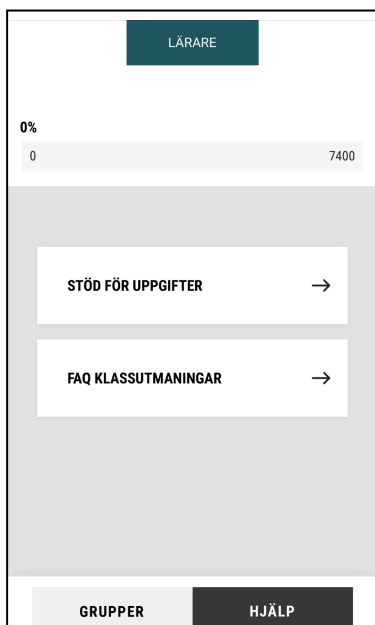 LÄRARE
0%
0 7400
STÖD FÖR UPPGIFTER
FAQ KLASSUTMANINGAR
GRUPPER HJÄLP